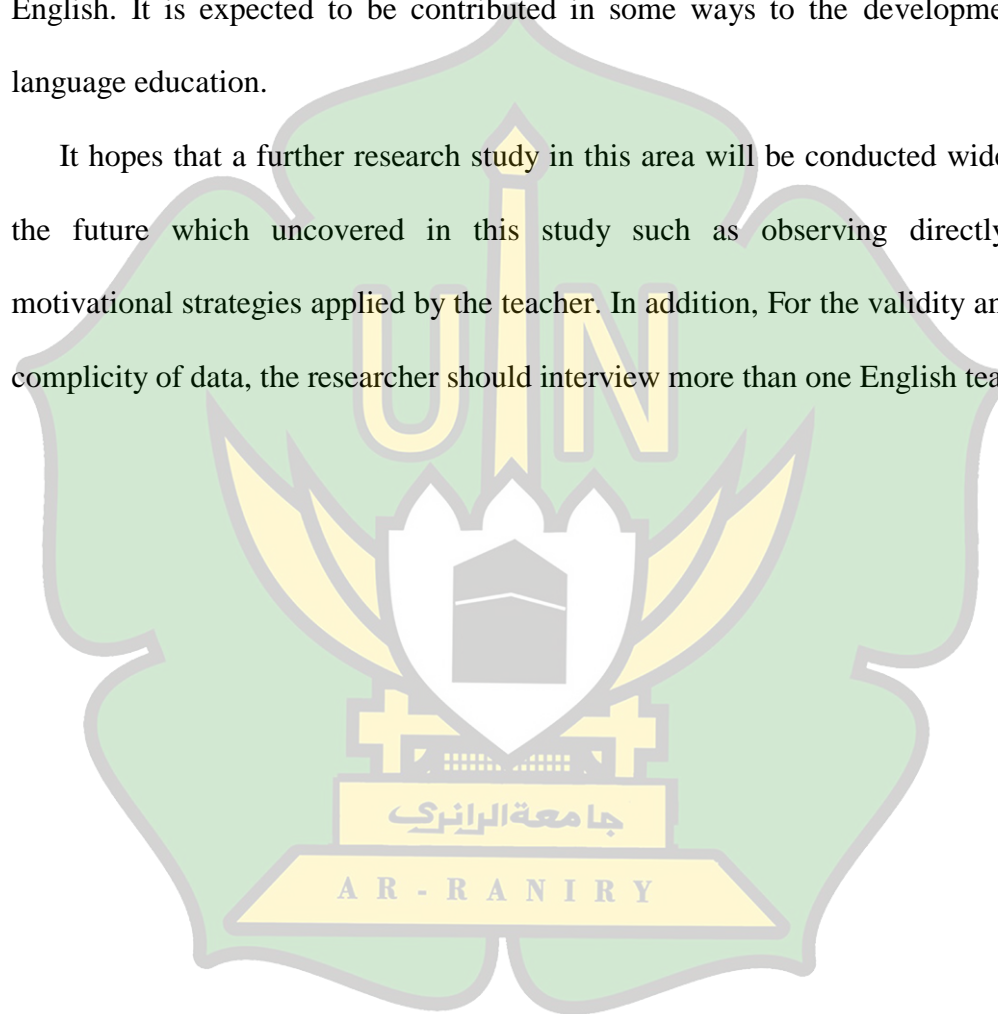 English. It is expected to be contributed in some ways to the developme
language education.
It hopes that a further research study in this area will be conducted wide
the future which uncovered in this study such as observing directly
motivational strategies applied by the teacher. In addition, For the validity an
complicity of data, the researcher should interview more than one English tea
UIN
جامعة الرانري
AR-RANIRY